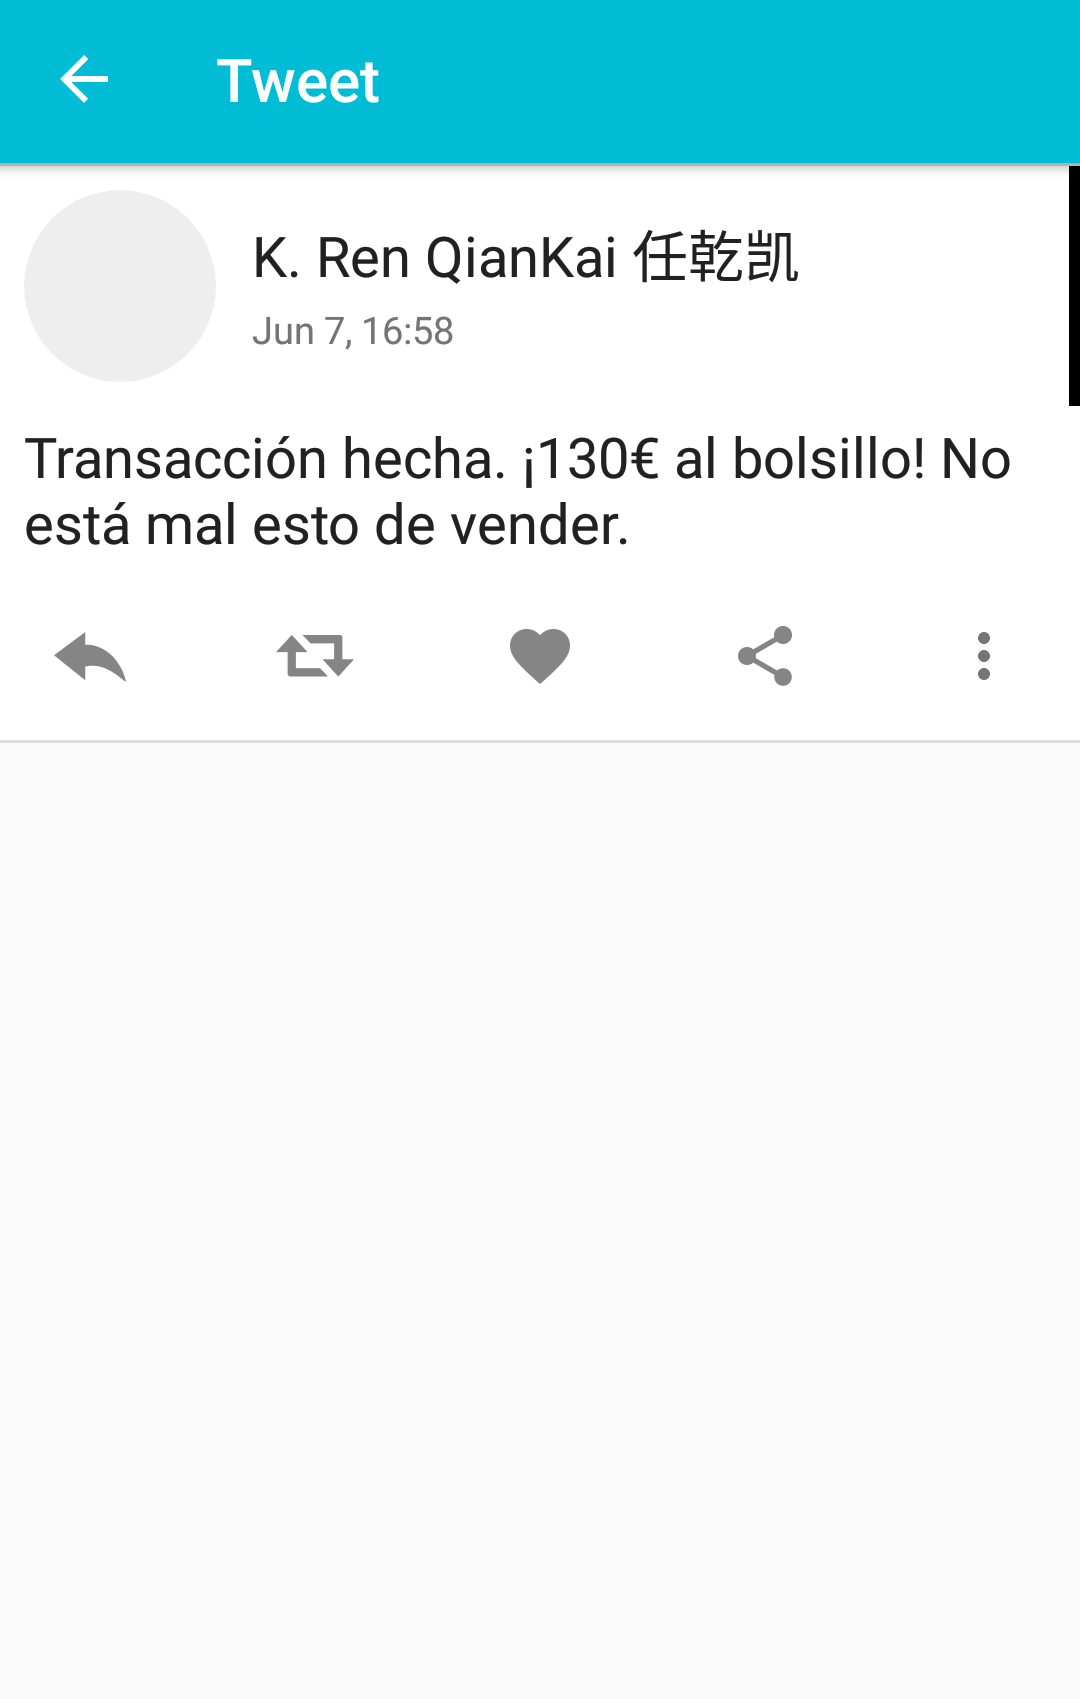 Tweet
K. Ren QianKai 任乾凯
Jun 7, 16:58
Transacción hecha. ¡130€ al bolsillo! No
está mal esto de vender.